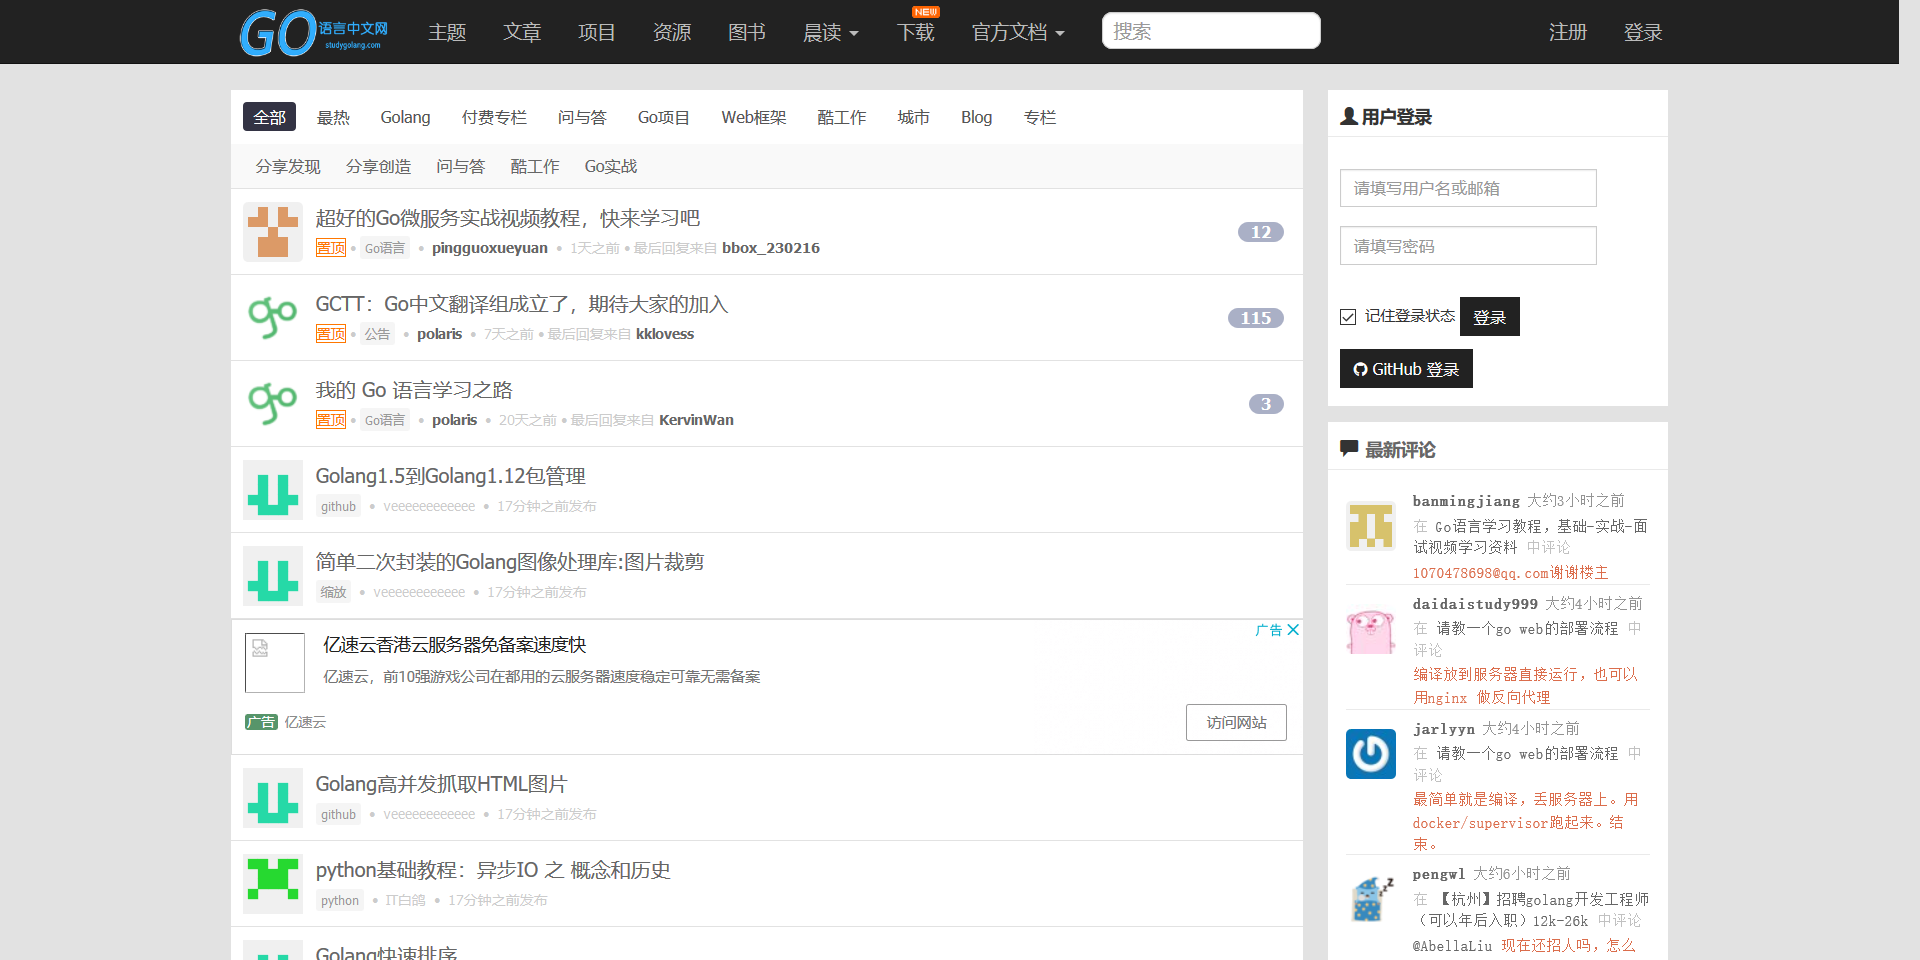 GO语言中文网
studygolang.com
主题 文章 项目 资源 图书 晨读 下载 NEW 官方文档 搜索 注册 登录
全部 最热 Golang 付费专栏 问与答 Go项目 Web框架 酷工作 城市 Blog 专栏
分享发现 分享创造 问与答 酷工作 Go实战
超好的Go微服务实战视频教程，快来学习吧
置顶 • Go语言 • pingguoxueyuan • 1天之前 • 最后回复来自 bbox_230216
12
GCTT：Go中文翻译组成立了，期待大家的加入
置顶 • 公告 • polaris • 7天之前 • 最后回复来自 kklovess
115
我的 Go 语言学习之路
置顶 • Go语言 • polaris • 20天之前 • 最后回复来自 KervinWan
3
Golang1.5到Golang1.12包管理
github • veeeeeeeeeeee • 17分钟之前发布
简单二次封装的Golang图像处理库:图片裁剪
缩放 • veeeeeeeeeeee • 17分钟之前发布
广告
亿速云香港云服务器免备案速度快
亿速云，前10强游戏公司在都用的云服务器速度稳定可靠无需备案
广告 亿速云
访问网站
Golang高并发抓取HTML图片
github • veeeeeeeeeeee • 17分钟之前发布
python基础教程：异步IO 之 概念和历史
python • IT白鸽 • 17分钟之前发布
Golang快速排序
用户登录
请填写用户名或邮箱
请填写密码
记住登录状态 登录
GitHub 登录
最新评论
banmingjiang 大约3小时之前
在 Go语言学习教程，基础-实战-面
试视频学习资料 中评论
1070478698@qq.com谢谢楼主
daidaistudy999 大约4小时之前
在 请教一个go web的部署流程 中
评论
编译放到服务器直接运行，也可以
用nginx 做反向代理
jarlyyn 大约4小时之前
在 请教一个go web的部署流程 中
评论
最简单就是编译，丢服务器上。用
docker/supervisor跑起来。结
束。
pengwl 大约6小时之前
在 【杭州】招聘golang开发工程师
（可以年后入职）12k-26k 中评论
@AbellaLiu 现在还招人吗，怎么